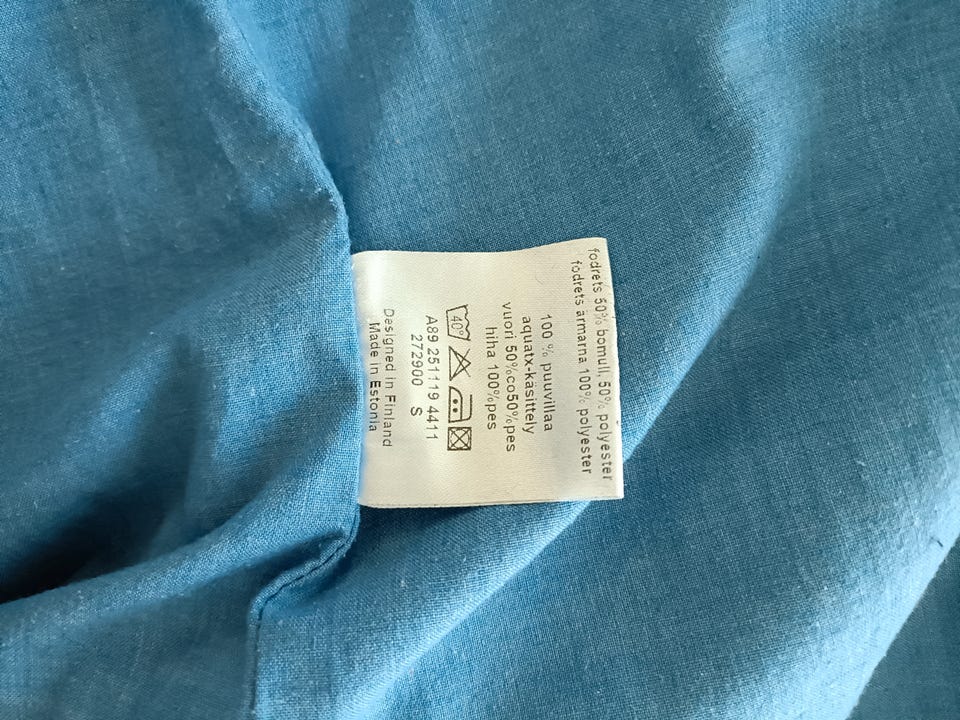 fodrets 50% bomull, 50% polyester
fodrets ärmarna 100% polyester
100 % puuvillaa
aquatx-käsittely
vuori 50%co50%pes
hiha 100%pes
40°
A89 251119 4411
272900 S
Designed in Finland
Made in Estonia